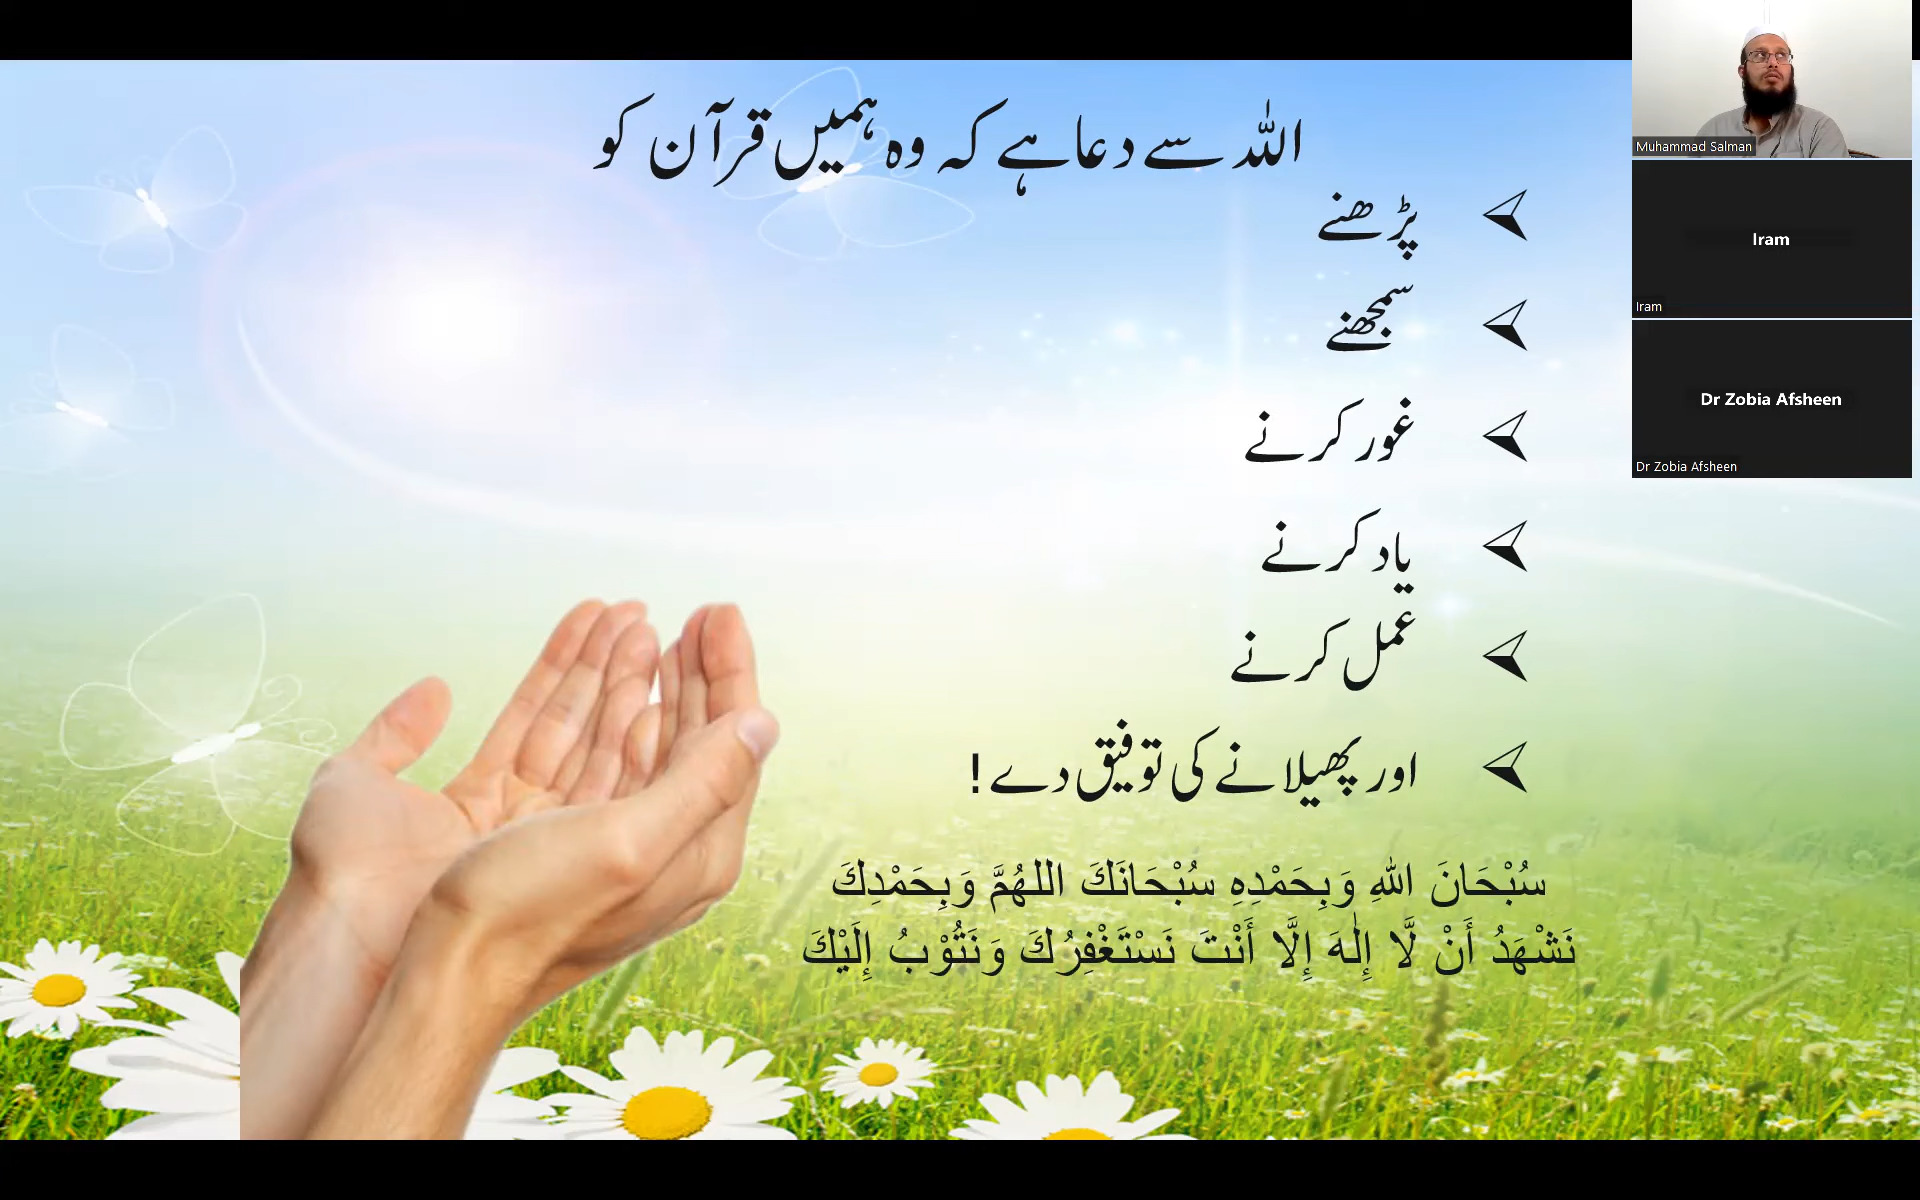 اللہ سے دعا ہے کہ وہ ہمیں قرآن کو
پڑھنے
سمجھنے
غور کرنے
یاد کرنے
عمل کرنے
اور پھیلانے کی توفیق دے!
سُبْحَانَ اللهِ وَبِحَمْدِهِ سُبْحَانَكَ اللهُمَّ وَبِحَمْدِكَ
نَشْهَدُ أَنْ لَّا إِلٰهَ إِلَّا أَنْتَ نَسْتَغْفِرُكَ وَنَتُوْبُ إِلَيْكَ
Muhammad Salman
Iram
Iram
Dr Zobia Afsheen
Dr Zobia Afsheen